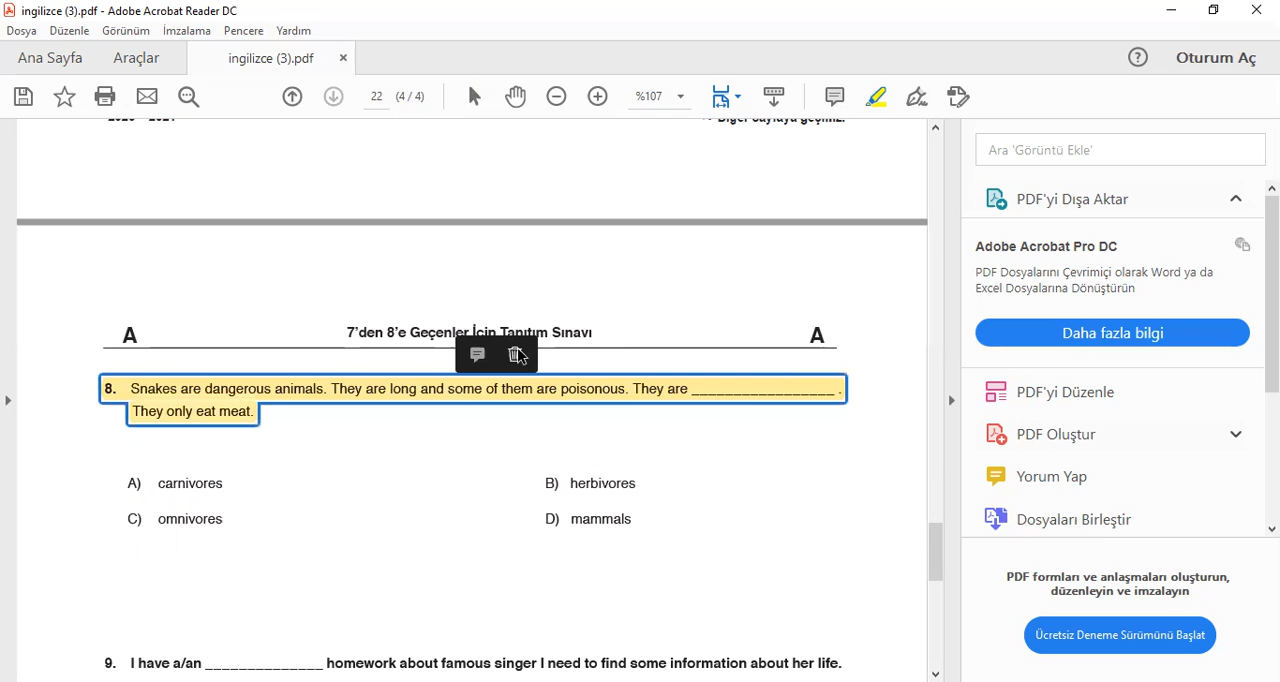 ingilizce (3).pdf - Adobe Acrobat Reader DC
Dosya Düzenle Görünüm İmzalama Pencere Yardım
Ana Sayfa Araçlar ingilizce (3).pdf × ? Oturum Aç
22 (4 / 4) %107
Ara 'Görüntü Ekle'
PDF'yi Dışa Aktar
Adobe Acrobat Pro DC
PDF Dosyalarını Çevrimiçi olarak Word ya da
Excel Dosyalarına Dönüştürün
Daha fazla bilgi
PDF'yi Düzenle
PDF Oluştur
Yorum Yap
Dosyaları Birleştir
PDF formları ve anlaşmaları oluşturun,
düzenleyin ve imzalayın
Ücretsiz Deneme Sürümünü Başlat
A 7'den 8'e Geçenler İçin Tanıtım Sınavı A
8. Snakes are dangerous animals. They are long and some of them are poisonous. They are _________________ .
They only eat meat.
A) carnivores B) herbivores
C) omnivores D) mammals
9. I have a/an ______________ homework about famous singer I need to find some information about her life.